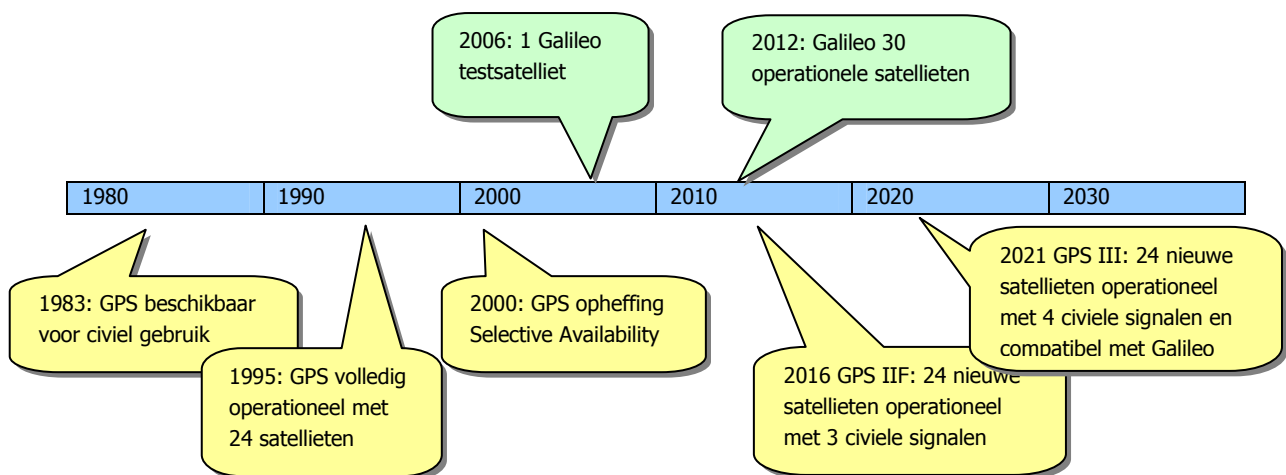 2006: 1 Galileo
testsatelliet
2012: Galileo 30
operationele satellieten
1980
1990
2000
2010
2020
2030
1983: GPS beschikbaar
voor civiel gebruik
1995: GPS volledig
operationeel met
24 satellieten
2000: GPS opheffing
Selective Availability
2016 GPS IIF: 24 nieuwe
satellieten operationeel
met 3 civiele signalen
2021 GPS III: 24 nieuwe
satellieten operationeel
met 4 civiele signalen en
compatibel met Galileo